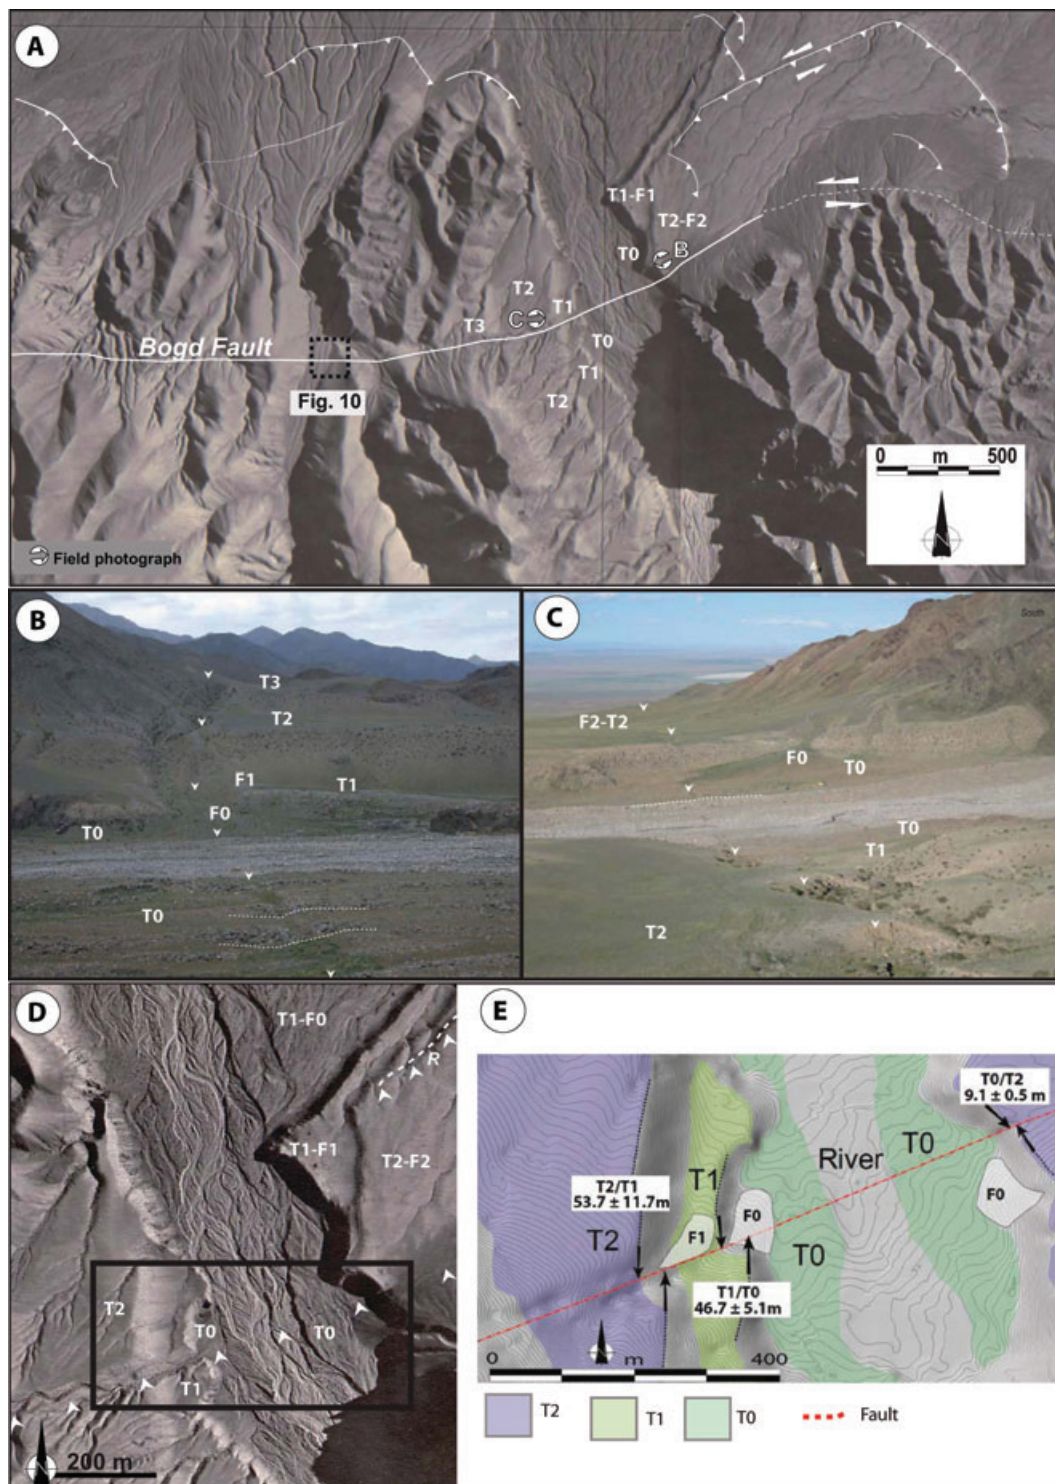 A
T1-F1
T2-F2
T0
B
T2
C
T1
T3
T0
Bogd Fault
T1
T2
Fig. 10
0 m 500
Field photograph
B
North
T3
T2
F1
T1
F0
T0
T0
C
South
F2-T2
F0
T0
T0
T1
T2
D
T1-F0
R
T1-F1
T2-F2
T2
T0
T0
T1
200 m
E
T0/T2
9.1 ± 0.5 m
T0
T1
River
T2/T1
53.7 ± 11.7m
F0
F0
T2
F1
T0
T1/T0
46.7 ± 5.1m
0 m 400
T2
T1
T0
Fault